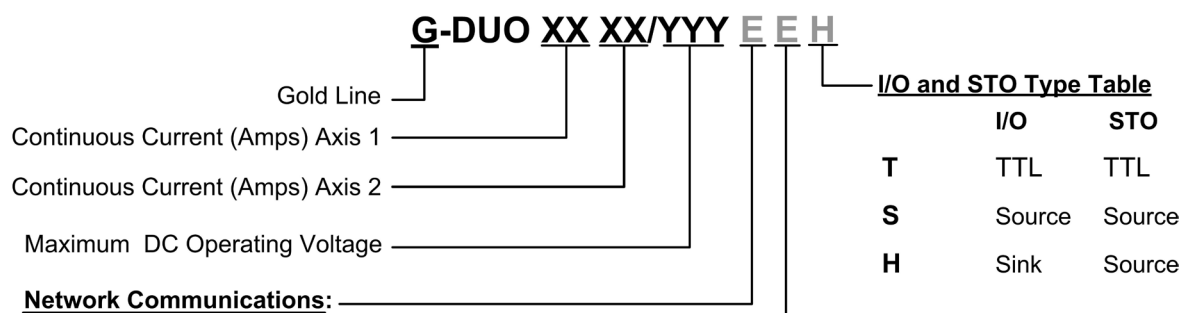 G-DUO XX XX/YYY E E H
Gold Line
Continuous Current (Amps) Axis 1
Continuous Current (Amps) Axis 2
Maximum DC Operating Voltage
Network Communications:
I/O and STO Type Table
I/O STO
T TTL TTL
S Source Source
H Sink Source